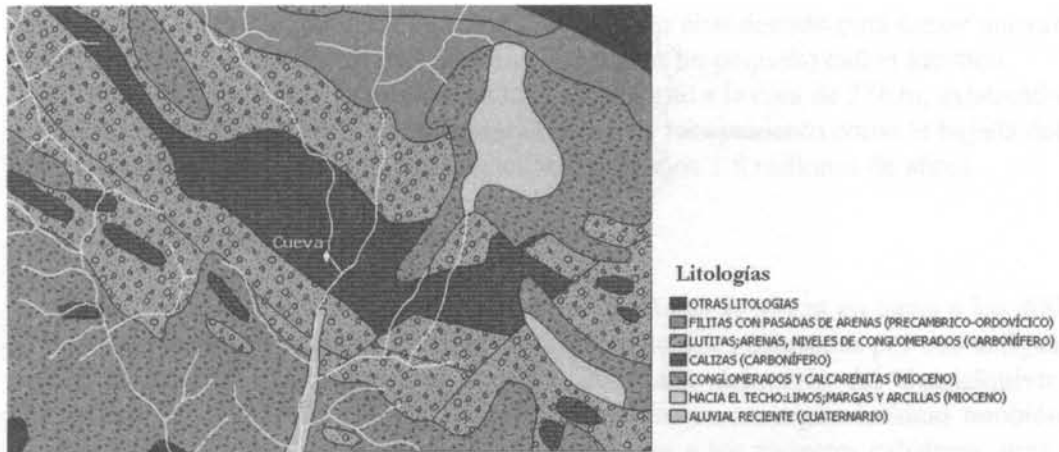 Cueva
Litologías
OTRAS LITOLOGIAS
FILITAS CON PASADAS DE ARENAS (PRECAMBRICO-ORDOVÍCICO)
LUTITAS;ARENAS, NIVELES DE CONGLOMERADOS (CARBONÍFERO)
CALIZAS (CARBONÍFERO)
CONGLOMERADOS Y CALCARENITAS (MIOCENO)
HACIA EL TECHO:LIMOS;MARGAS Y ARCILLAS (MIOCENO)
ALUVIAL RECIENTE (CUATERNARIO)